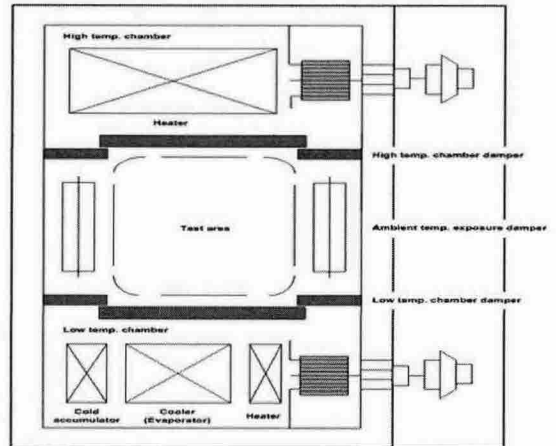 High temp. chamber
Heater
High temp. chamber damper
Test area
Ambient temp. exposure damper
Low temp. chamber damper
Low temp. chamber
Cold
accumulator
Cooler
(Evaporator)
Heater